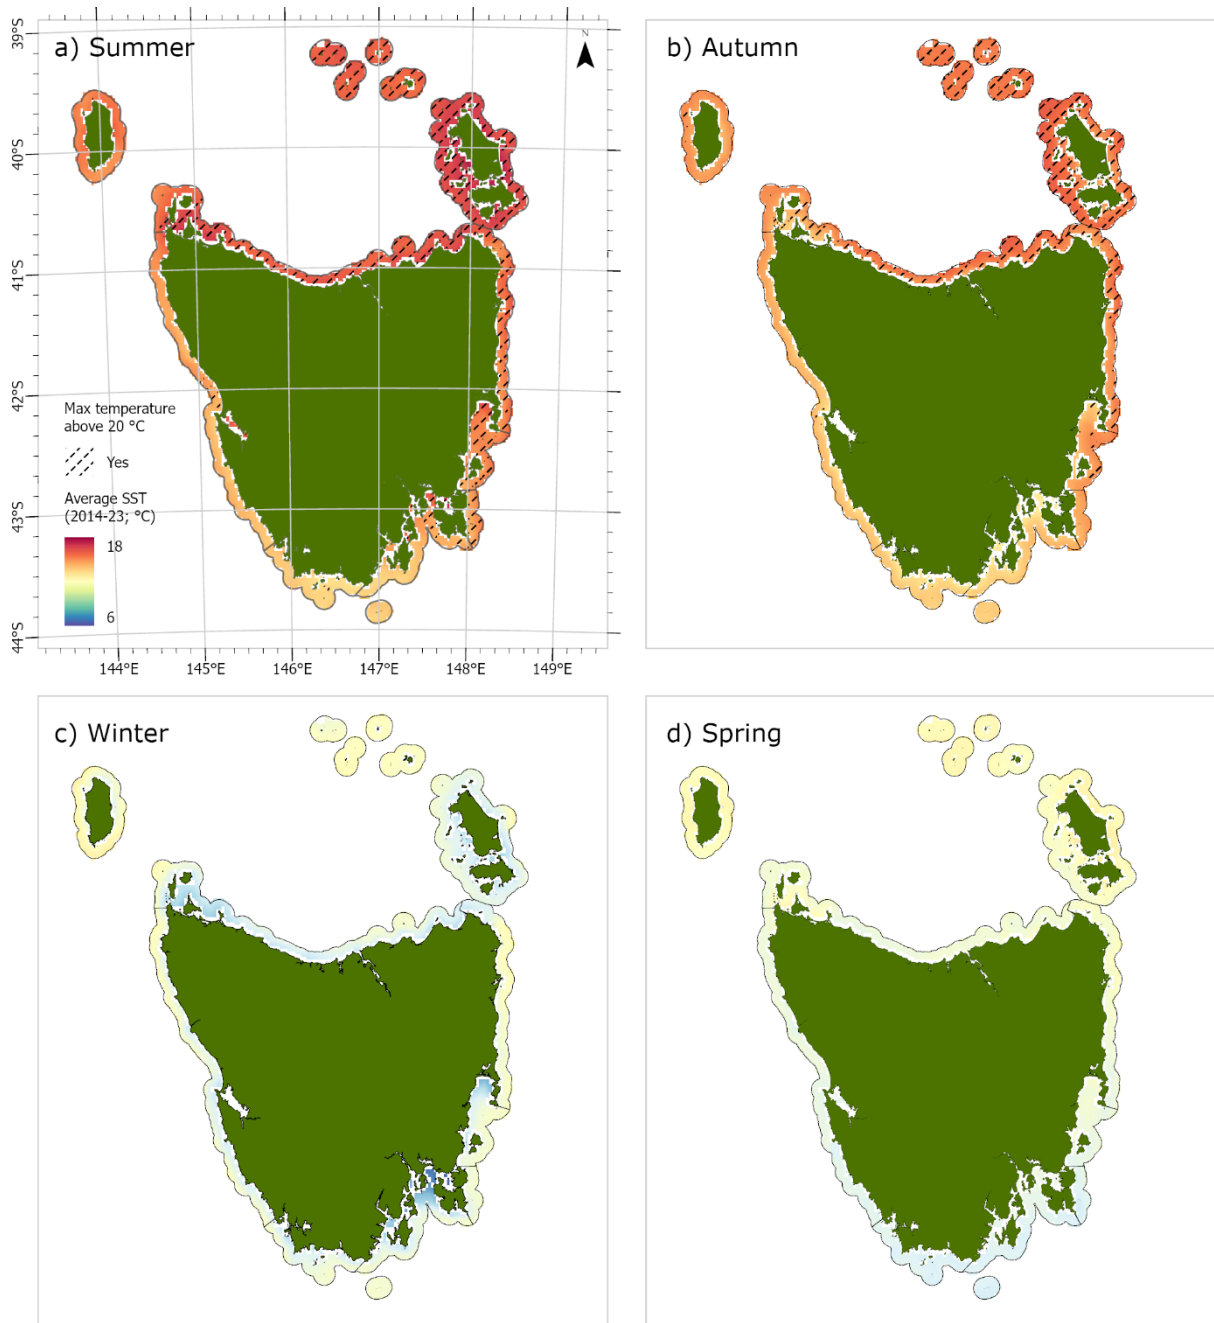 a) Summer
N
b) Autumn
39°S
40°S
41°S
42°S
43°S
44°S
Max temperature
above 20 °C
Yes
Average SST
(2014-23; °C)
18
6
144°E
145°E
146°E
147°E
148°E
149°E
c) Winter
d) Spring